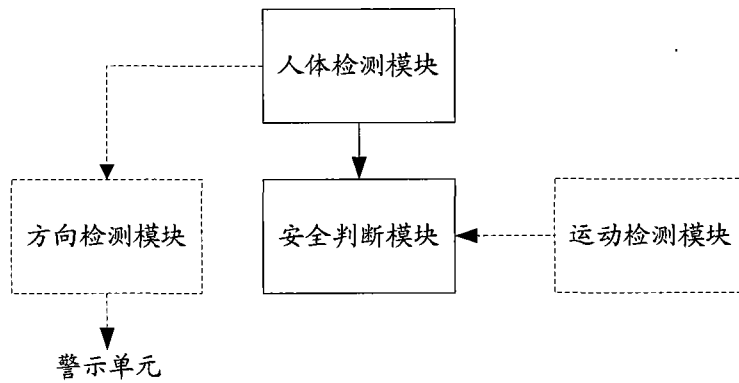 人体检测模块
方向检测模块
安全判断模块
运动检测模块
警示单元